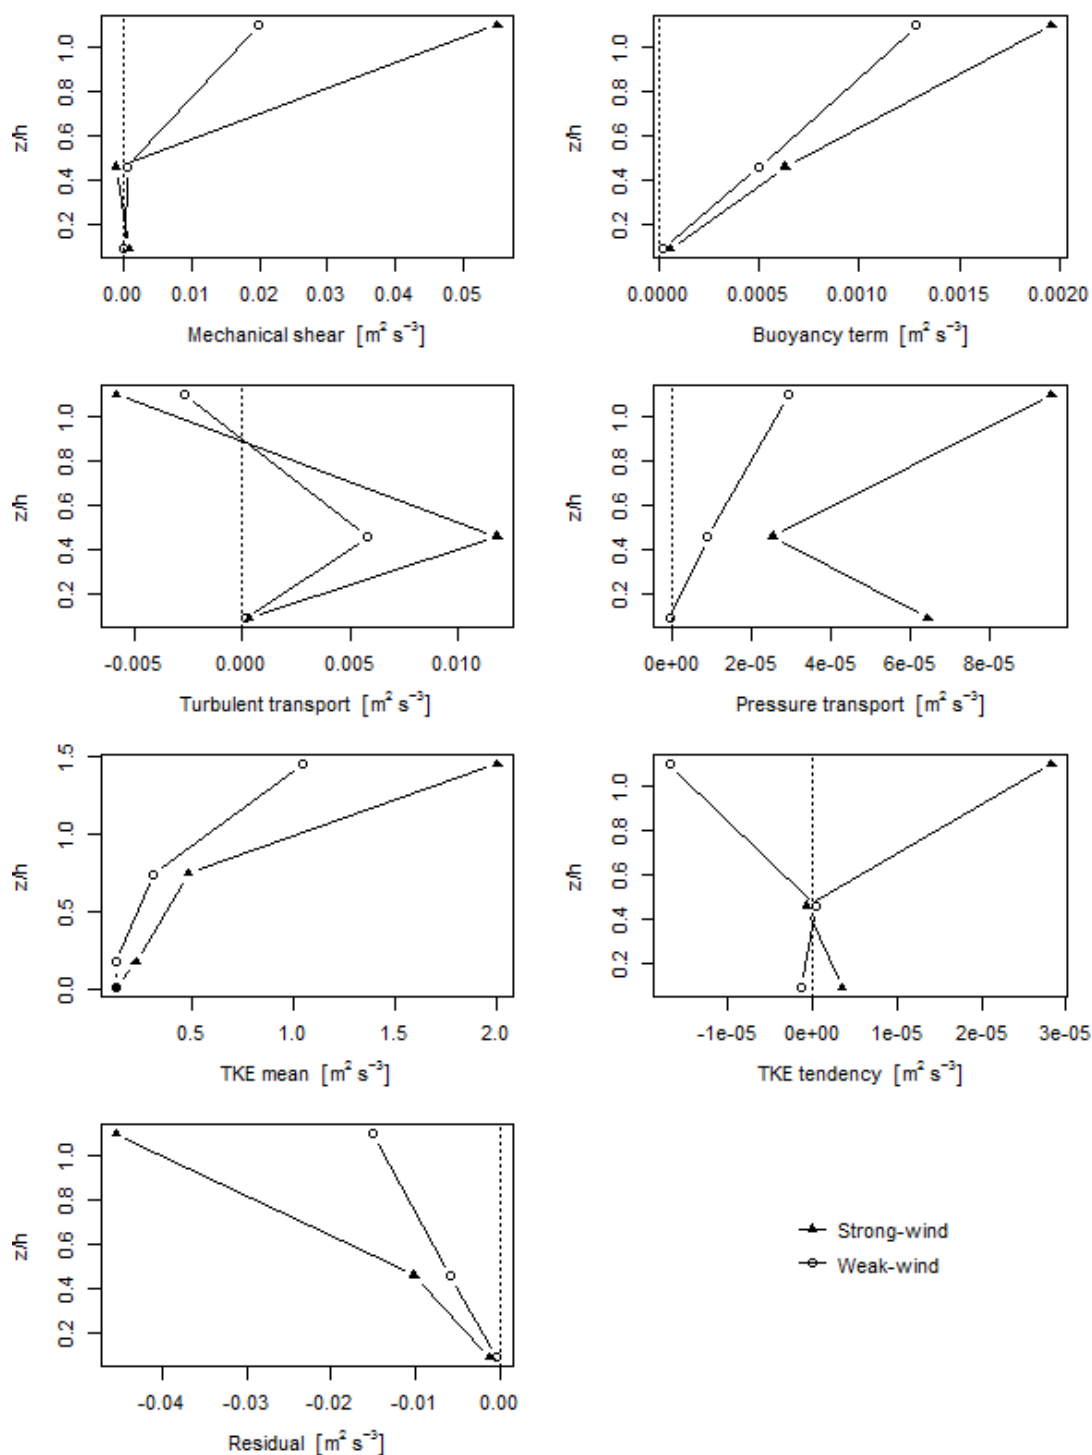 z/h
0.2 0.4 0.6 0.8 1.0
0.00 0.01 0.02 0.03 0.04 0.05
Mechanical shear [m² s⁻³]
z/h
0.2 0.4 0.6 0.8 1.0
0.0000 0.0005 0.0010 0.0015 0.0020
Buoyancy term [m² s⁻³]
z/h
0.2 0.4 0.6 0.8 1.0
-0.005 0.000 0.005 0.010
Turbulent transport [m² s⁻³]
z/h
0.2 0.4 0.6 0.8 1.0
0e+00 2e-05 4e-05 6e-05 8e-05
Pressure transport [m² s⁻³]
z/h
0.0 0.5 1.0 1.5
0.5 1.0 1.5 2.0
TKE mean [m² s⁻³]
z/h
0.2 0.4 0.6 0.8 1.0
-1e-05 0e+00 1e-05 2e-05 3e-05
TKE tendency [m² s⁻³]
z/h
0.2 0.4 0.6 0.8 1.0
-0.04 -0.03 -0.02 -0.01 0.00
Residual [m² s⁻³]
Strong-wind
Weak-wind